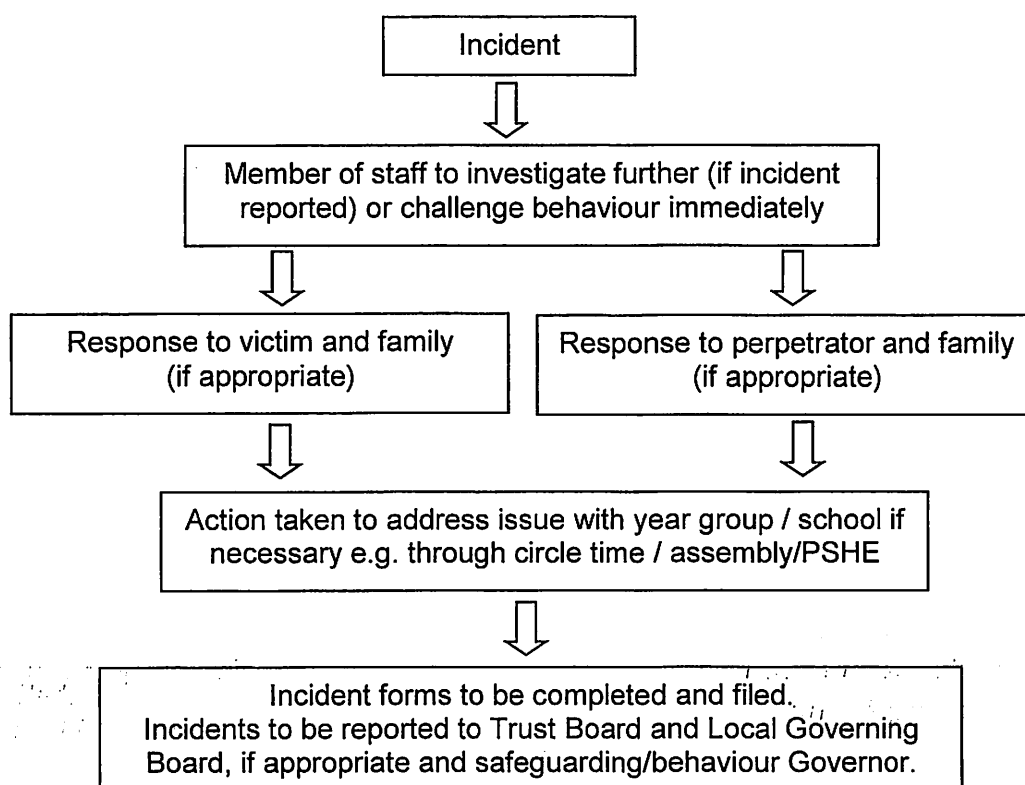 Incident
Member of staff to investigate further (if incident
reported) or challenge behaviour immediately
Response to victim and family
(if appropriate)
Response to perpetrator and family
(if appropriate)
Action taken to address issue with year group / school if
necessary e.g. through circle time / assembly/PSHE
Incident forms to be completed and filed.
Incidents to be reported to Trust Board and Local Governing
Board, if appropriate and safeguarding/behaviour Governor.